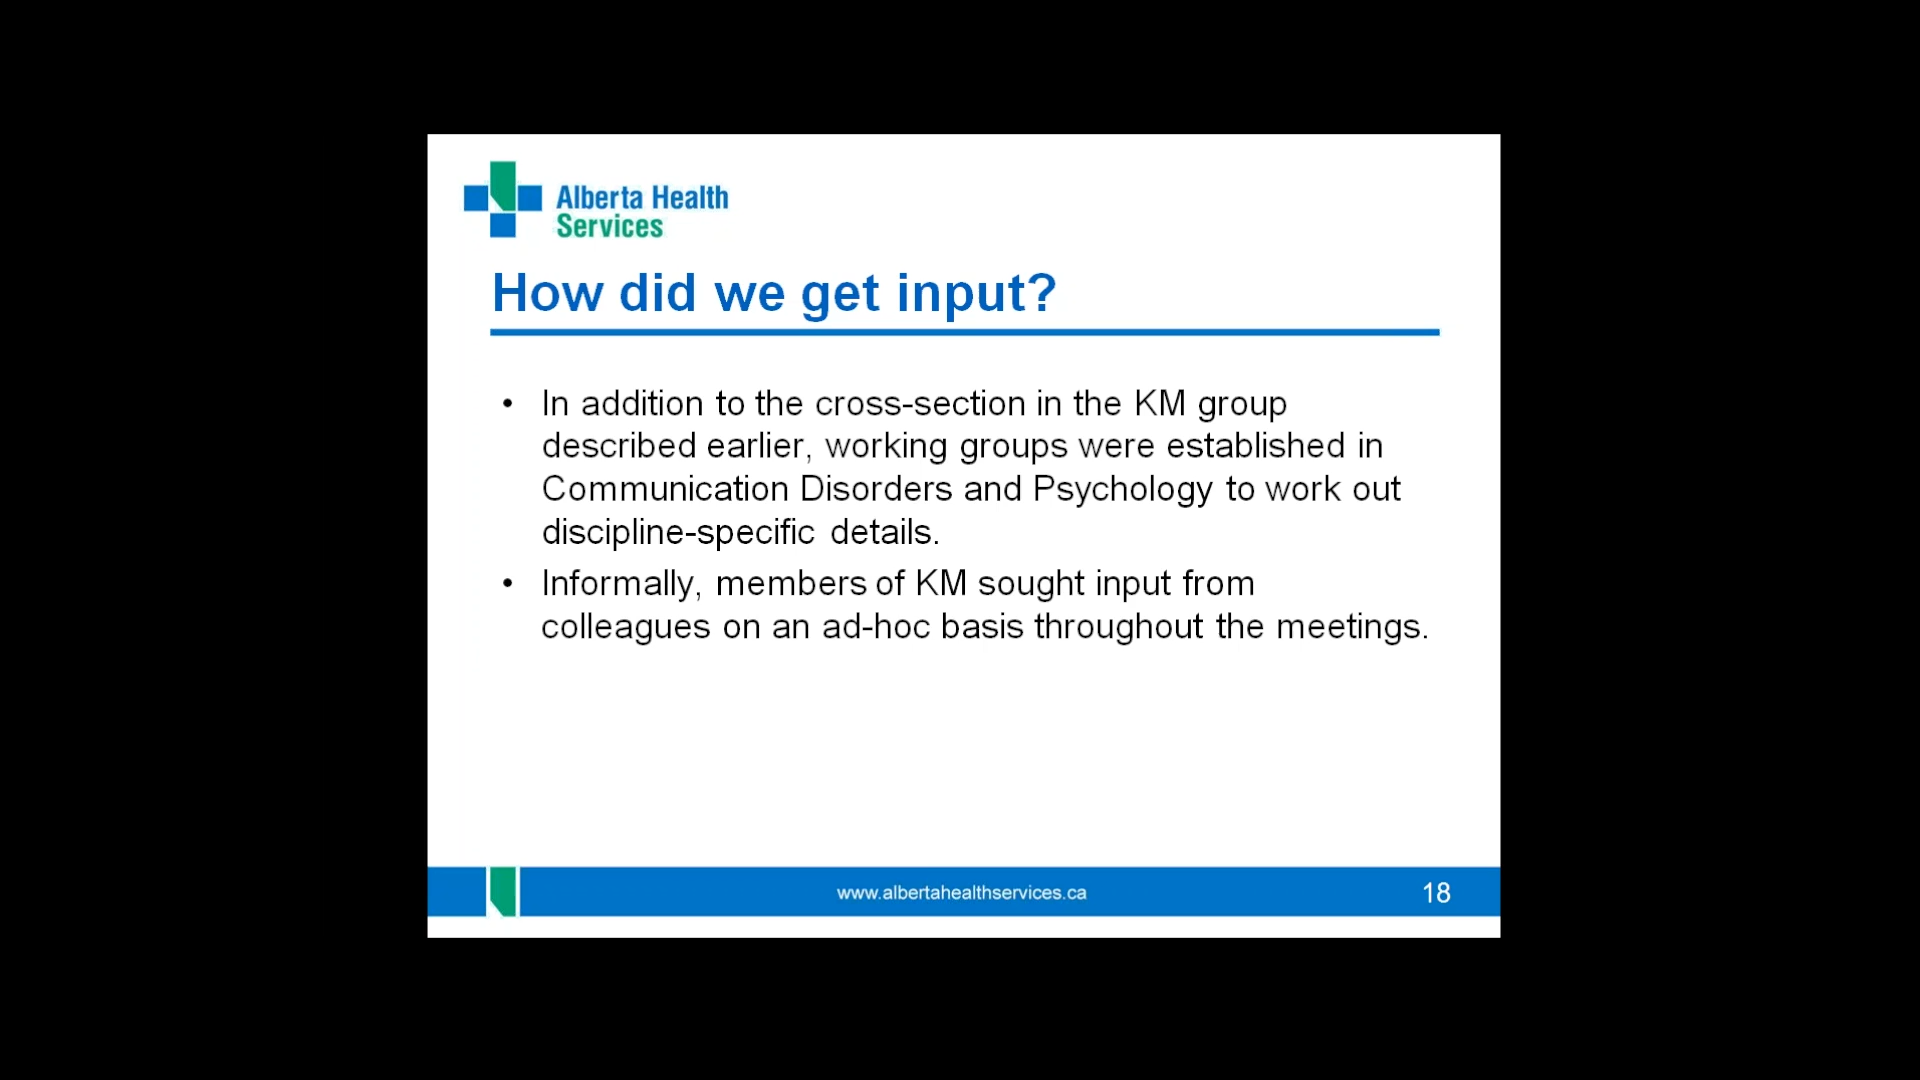 Alberta Health
Services
How did we get input?
• In addition to the cross-section in the KM group
described earlier, working groups were established in
Communication Disorders and Psychology to work out
discipline-specific details.
• Informally, members of KM sought input from
colleagues on an ad-hoc basis throughout the meetings.
www.albertahealthservices.ca
18